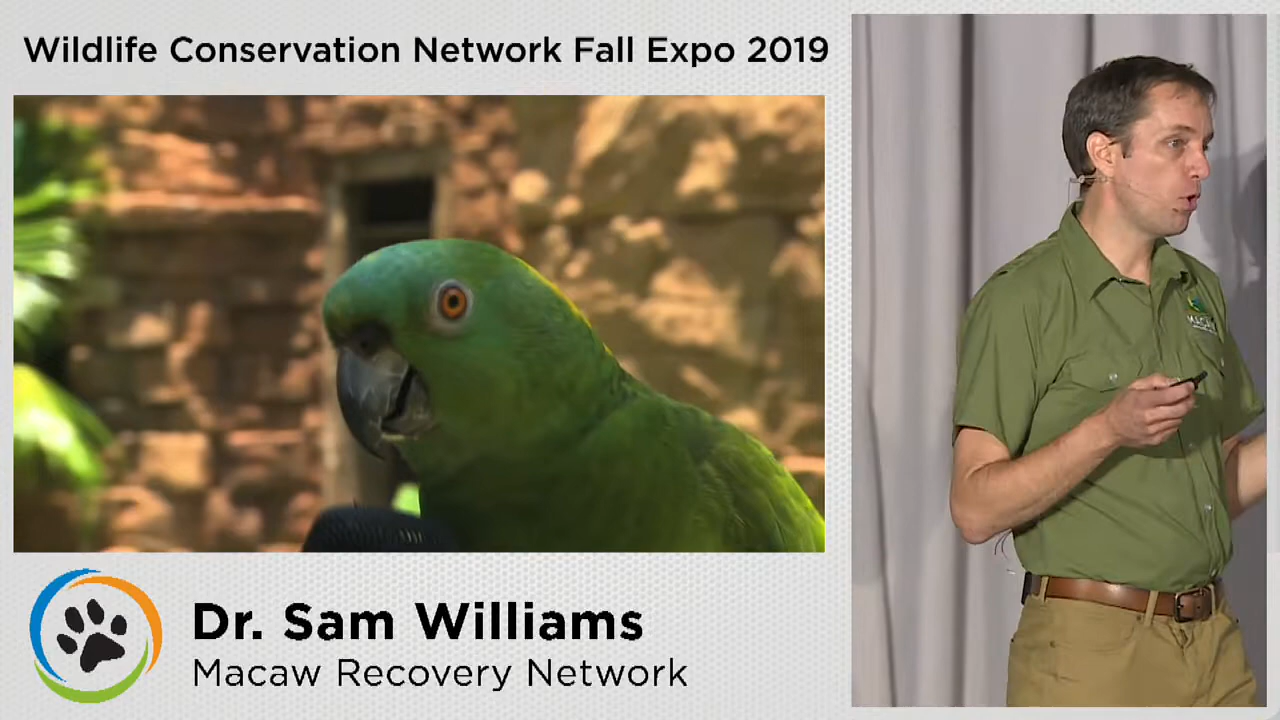 Wildlife Conservation Network Fall Expo 2019
Dr. Sam Williams
Macaw Recovery Network